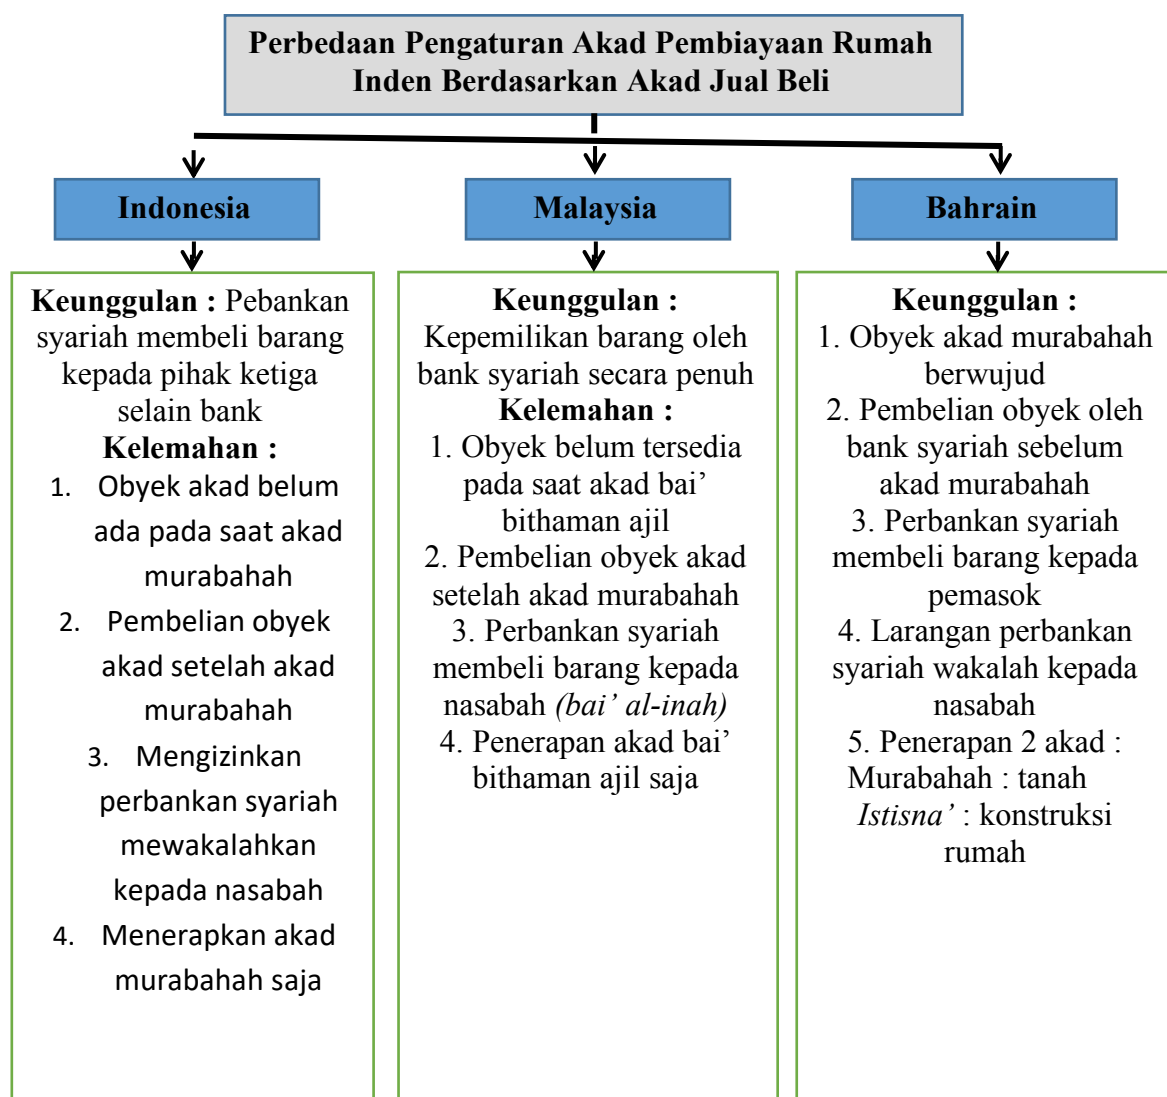 Perbedaan Pengaturan Akad Pembiayaan Rumah
Inden Berdasarkan Akad Jual Beli
Indonesia
Keunggulan : Pebankan
syariah membeli barang
kepada pihak ketiga
selain bank
Kelemahan :
1. Obyek akad belum
ada pada saat akad
murabahah
2. Pembelian obyek
akad setelah akad
murabahah
3. Mengizinkan
perbankan syariah
mewakalahkan
kepada nasabah
4. Menerapkan akad
murabahah saja
Malaysia
Keunggulan :
Kepemilikan barang oleh
bank syariah secara penuh
Kelemahan :
1. Obyek belum tersedia
pada saat akad bai’
bithaman ajil
2. Pembelian obyek akad
setelah akad murabahah
3. Perbankan syariah
membeli barang kepada
nasabah (bai’ al-inah)
4. Penerapan akad bai’
bithaman ajil saja
Bahrain
Keunggulan :
1. Obyek akad murabahah
berwujud
2. Pembelian obyek oleh
bank syariah sebelum
akad murabahah
3. Perbankan syariah
membeli barang kepada
pemasok
4. Larangan perbankan
syariah wakalah kepada
nasabah
5. Penerapan 2 akad :
Murabahah : tanah
Istisna’ : konstruksi
rumah